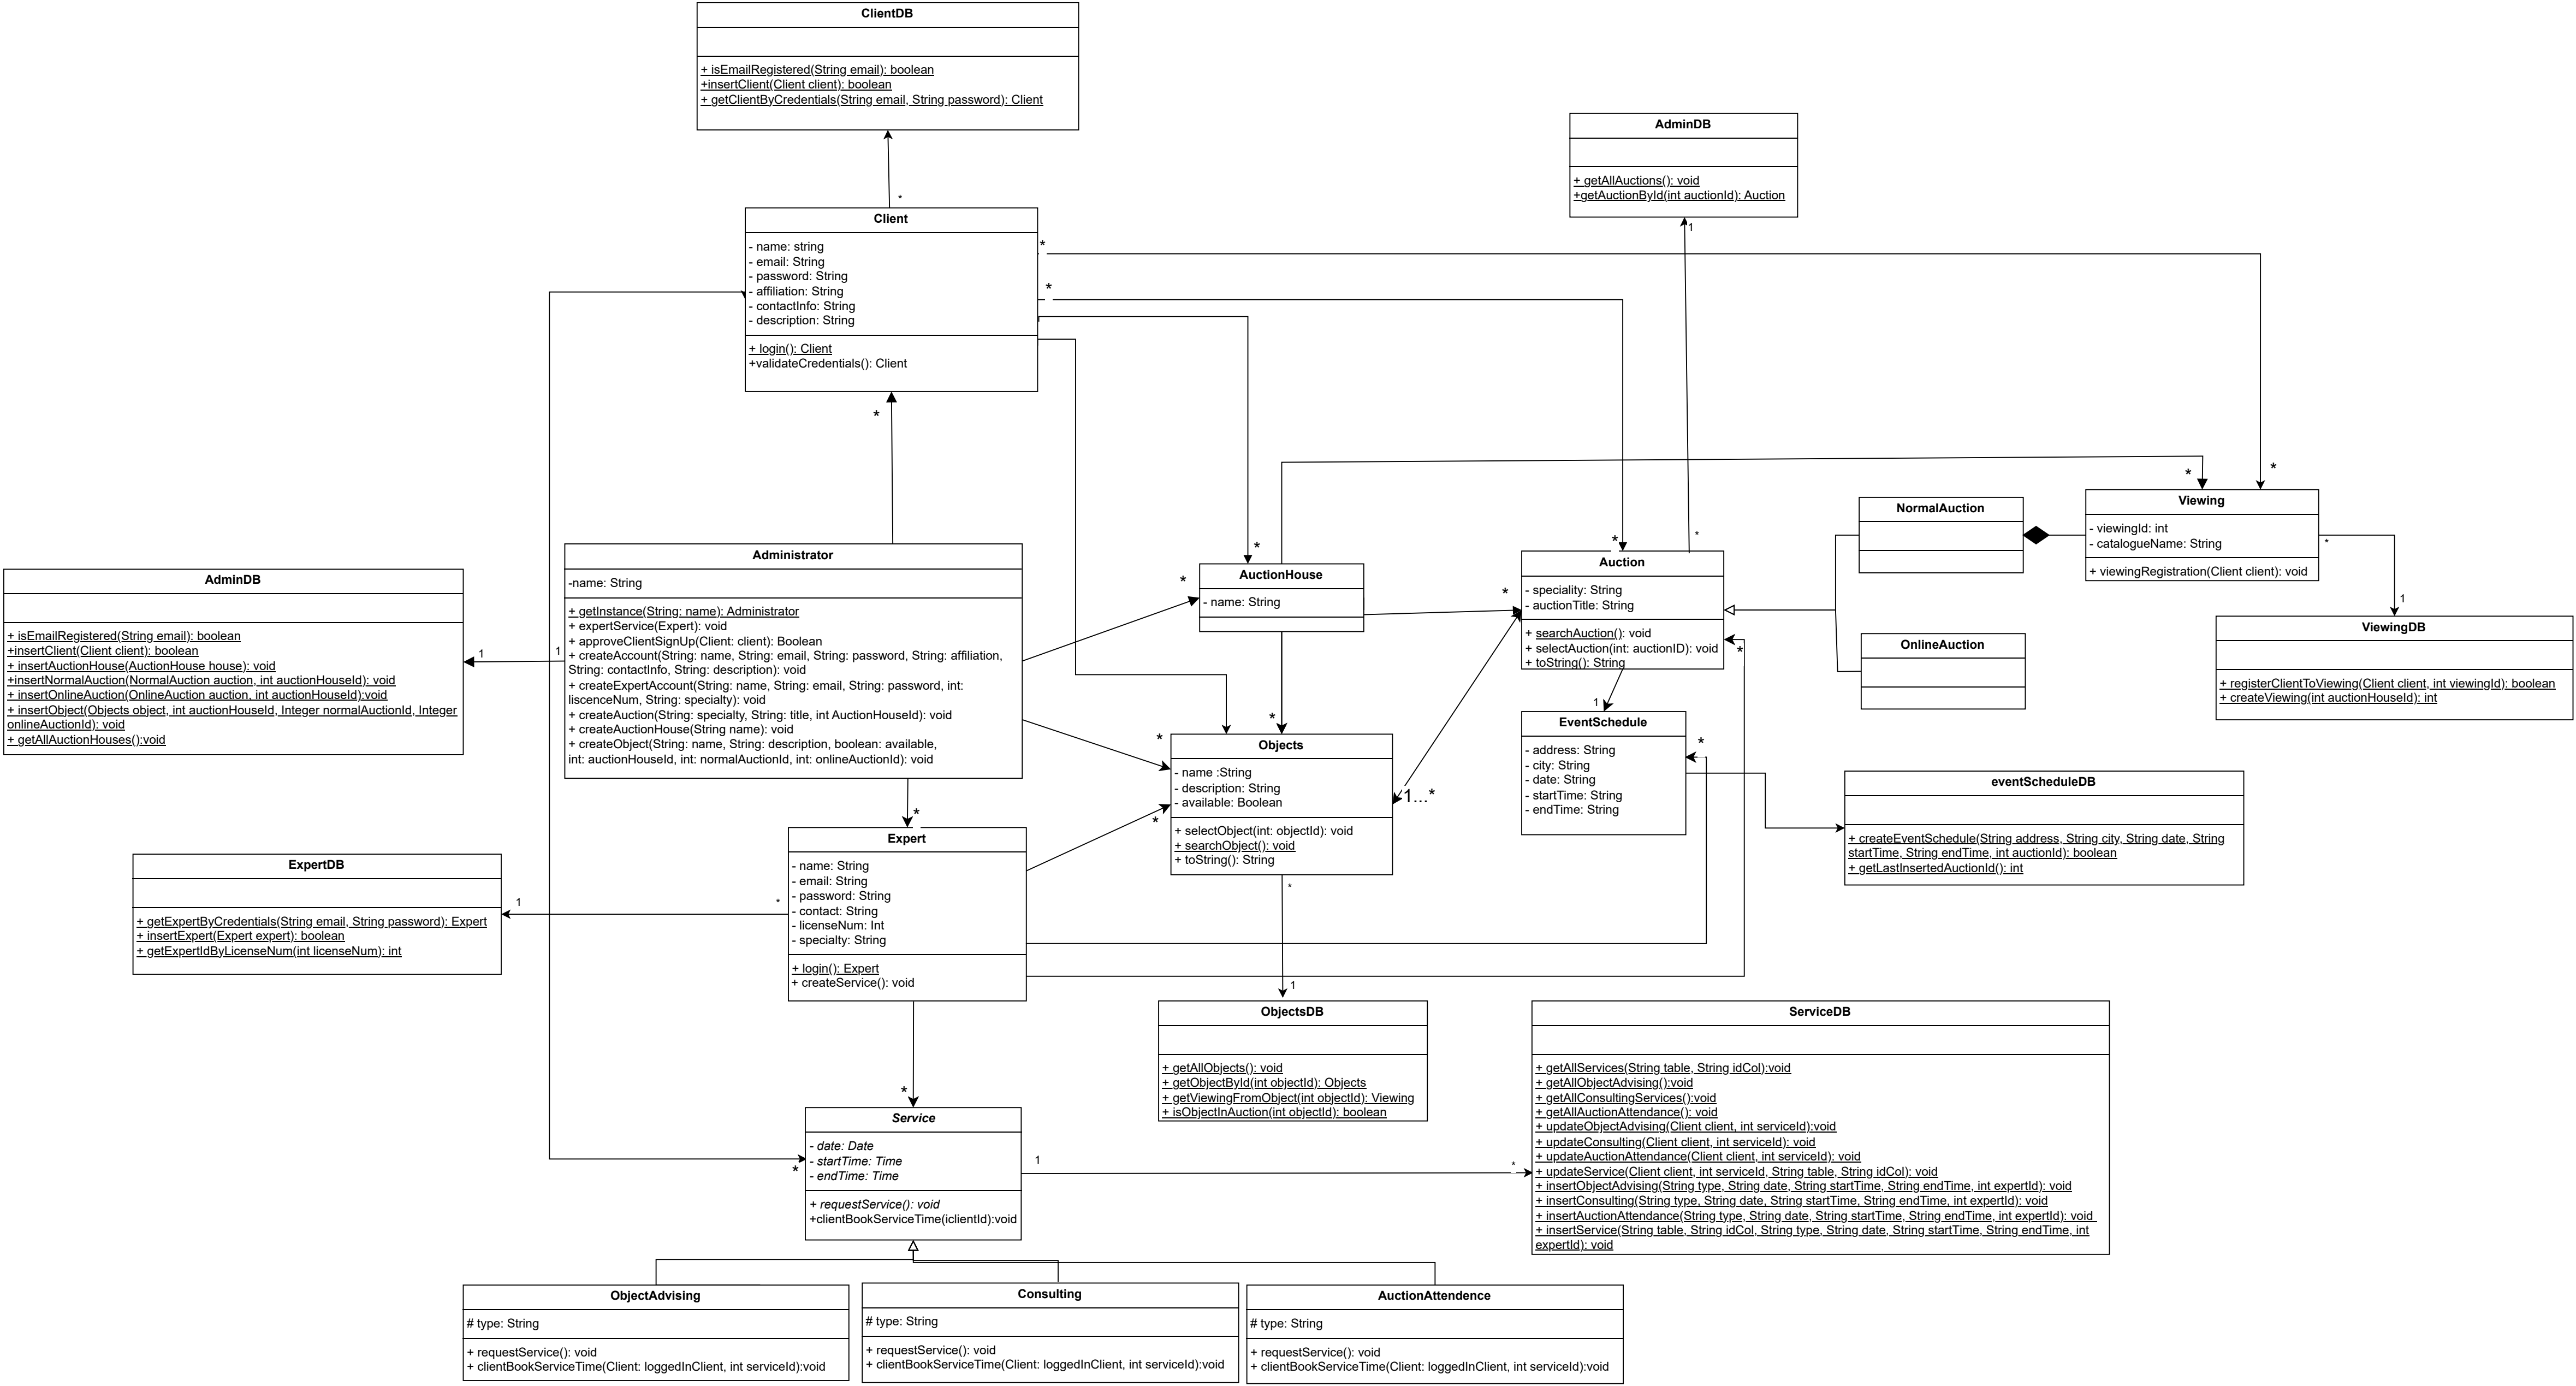 ClientDB
+ isEmailRegistered(String email): boolean
+insertClient(Client client): boolean
+ getClientByCredentials(String email, String password): Client
*
AdminDB
+ getAllAuctions(): void
+getAuctionById(int auctionId): Auction
1
*
Client
- name: string
- email: String
- password: String
- affiliation: String
- contactInfo: String
- description: String
+ login(): Client
+validateCredentials(): Client
*
*
*
*
*
*
*
NormalAuction
OnlineAuction
Viewing
- viewingId: int
- catalogueName: String
+ viewingRegistration(Client client): void
*
1
ViewingDB
+ registerClientToViewing(Client client, int viewingId): boolean
+ createViewing(int auctionHouseId): int
AdminDB
+ isEmailRegistered(String email): boolean
+insertClient(Client client): boolean
+ insertAuctionHouse(AuctionHouse house): void
+insertNormalAuction(NormalAuction auction, int auctionHouseId): void
+ insertOnlineAuction(OnlineAuction auction, int auctionHouseId):void
+ insertObject(Objects object, int auctionHouseId, Integer normalAuctionId, Integer
onlineAuctionId): void
+ getAllAuctionHouses():void
1
1
Administrator
-name: String
+ getInstance(String: name): Administrator
+ expertService(Expert): void
+ approveClientSignUp(Client: client): Boolean
+ createAccount(String: name, String: email, String: password, String: affiliation,
String: contactInfo, String: description): void
+ createExpertAccount(String: name, String: email, String: password, int:
liscenceNum, String: specialty): void
+ createAuction(String: specialty, String: title, int AuctionHouseId): void
+ createAuctionHouse(String name): void
+ createObject(String: name, String: description, boolean: available,
int: auctionHouseId, int: normalAuctionId, int: onlineAuctionId): void
*
*
*
AuctionHouse
- name: String
*
*
Auction
- speciality: String
- auctionTitle: String
+ searchAuction(): void
+ selectAuction(int: auctionID): void
+ toString(): String
*
1
EventSchedule
- address: String
- city: String
- date: String
- startTime: String
- endTime: String
*
eventScheduleDB
+ createEventSchedule(String address, String city, String date, String
startTime, String endTime, int auctionId): boolean
+ getLastInsertedAuctionId(): int
Objects
- name :String
- description: String
- available: Boolean
+ selectObject(int: objectId): void
+ searchObject(): void
+ toString(): String
1...*
*
*
1
ExpertDB
+ getExpertByCredentials(String email, String password): Expert
+ insertExpert(Expert expert): boolean
+ getExpertIdByLicenseNum(int licenseNum): int
1
*
Expert
- name: String
- email: String
- password: String
- contact: String
- licenseNum: Int
- specialty: String
+ login(): Expert
+ createService(): void
ObjectsDB
+ getAllObjects(): void
+ getObjectById(int objectId): Objects
+ getViewingFromObject(int objectId): Viewing
+ isObjectInAuction(int objectId): boolean
ServiceDB
+ getAllServices(String table, String idCol):void
+ getAllObjectAdvising():void
+ getAllConsultingServices():void
+ getAllAuctionAttendance(): void
+ updateObjectAdvising(Client client, int serviceId):void
+ updateConsulting(Client client, int serviceId): void
+ updateAuctionAttendance(Client client, int serviceId): void
+ updateService(Client client, int serviceId, String table, String idCol): void
+ insertObjectAdvising(String type, String date, String startTime, String endTime, int expertId): void
+ insertConsulting(String type, String date, String startTime, String endTime, int expertId): void
+ insertAuctionAttendance(String type, String date, String startTime, String endTime, int expertId): void
+ insertService(String table, String idCol, String type, String date, String startTime, String endTime, int
expertId): void
*
*
Service
- date: Date
- startTime: Time
- endTime: Time
+ requestService(): void
+clientBookServiceTime(iclientId):void
1
*
ObjectAdvising
# type: String
+ requestService(): void
+ clientBookServiceTime(Client: loggedInClient, int serviceId):void
Consulting
# type: String
+ requestService(): void
+ clientBookServiceTime(Client: loggedInClient, int serviceId):void
AuctionAttendence
# type: String
+ requestService(): void
+ clientBookServiceTime(Client: loggedInClient, int serviceId):void